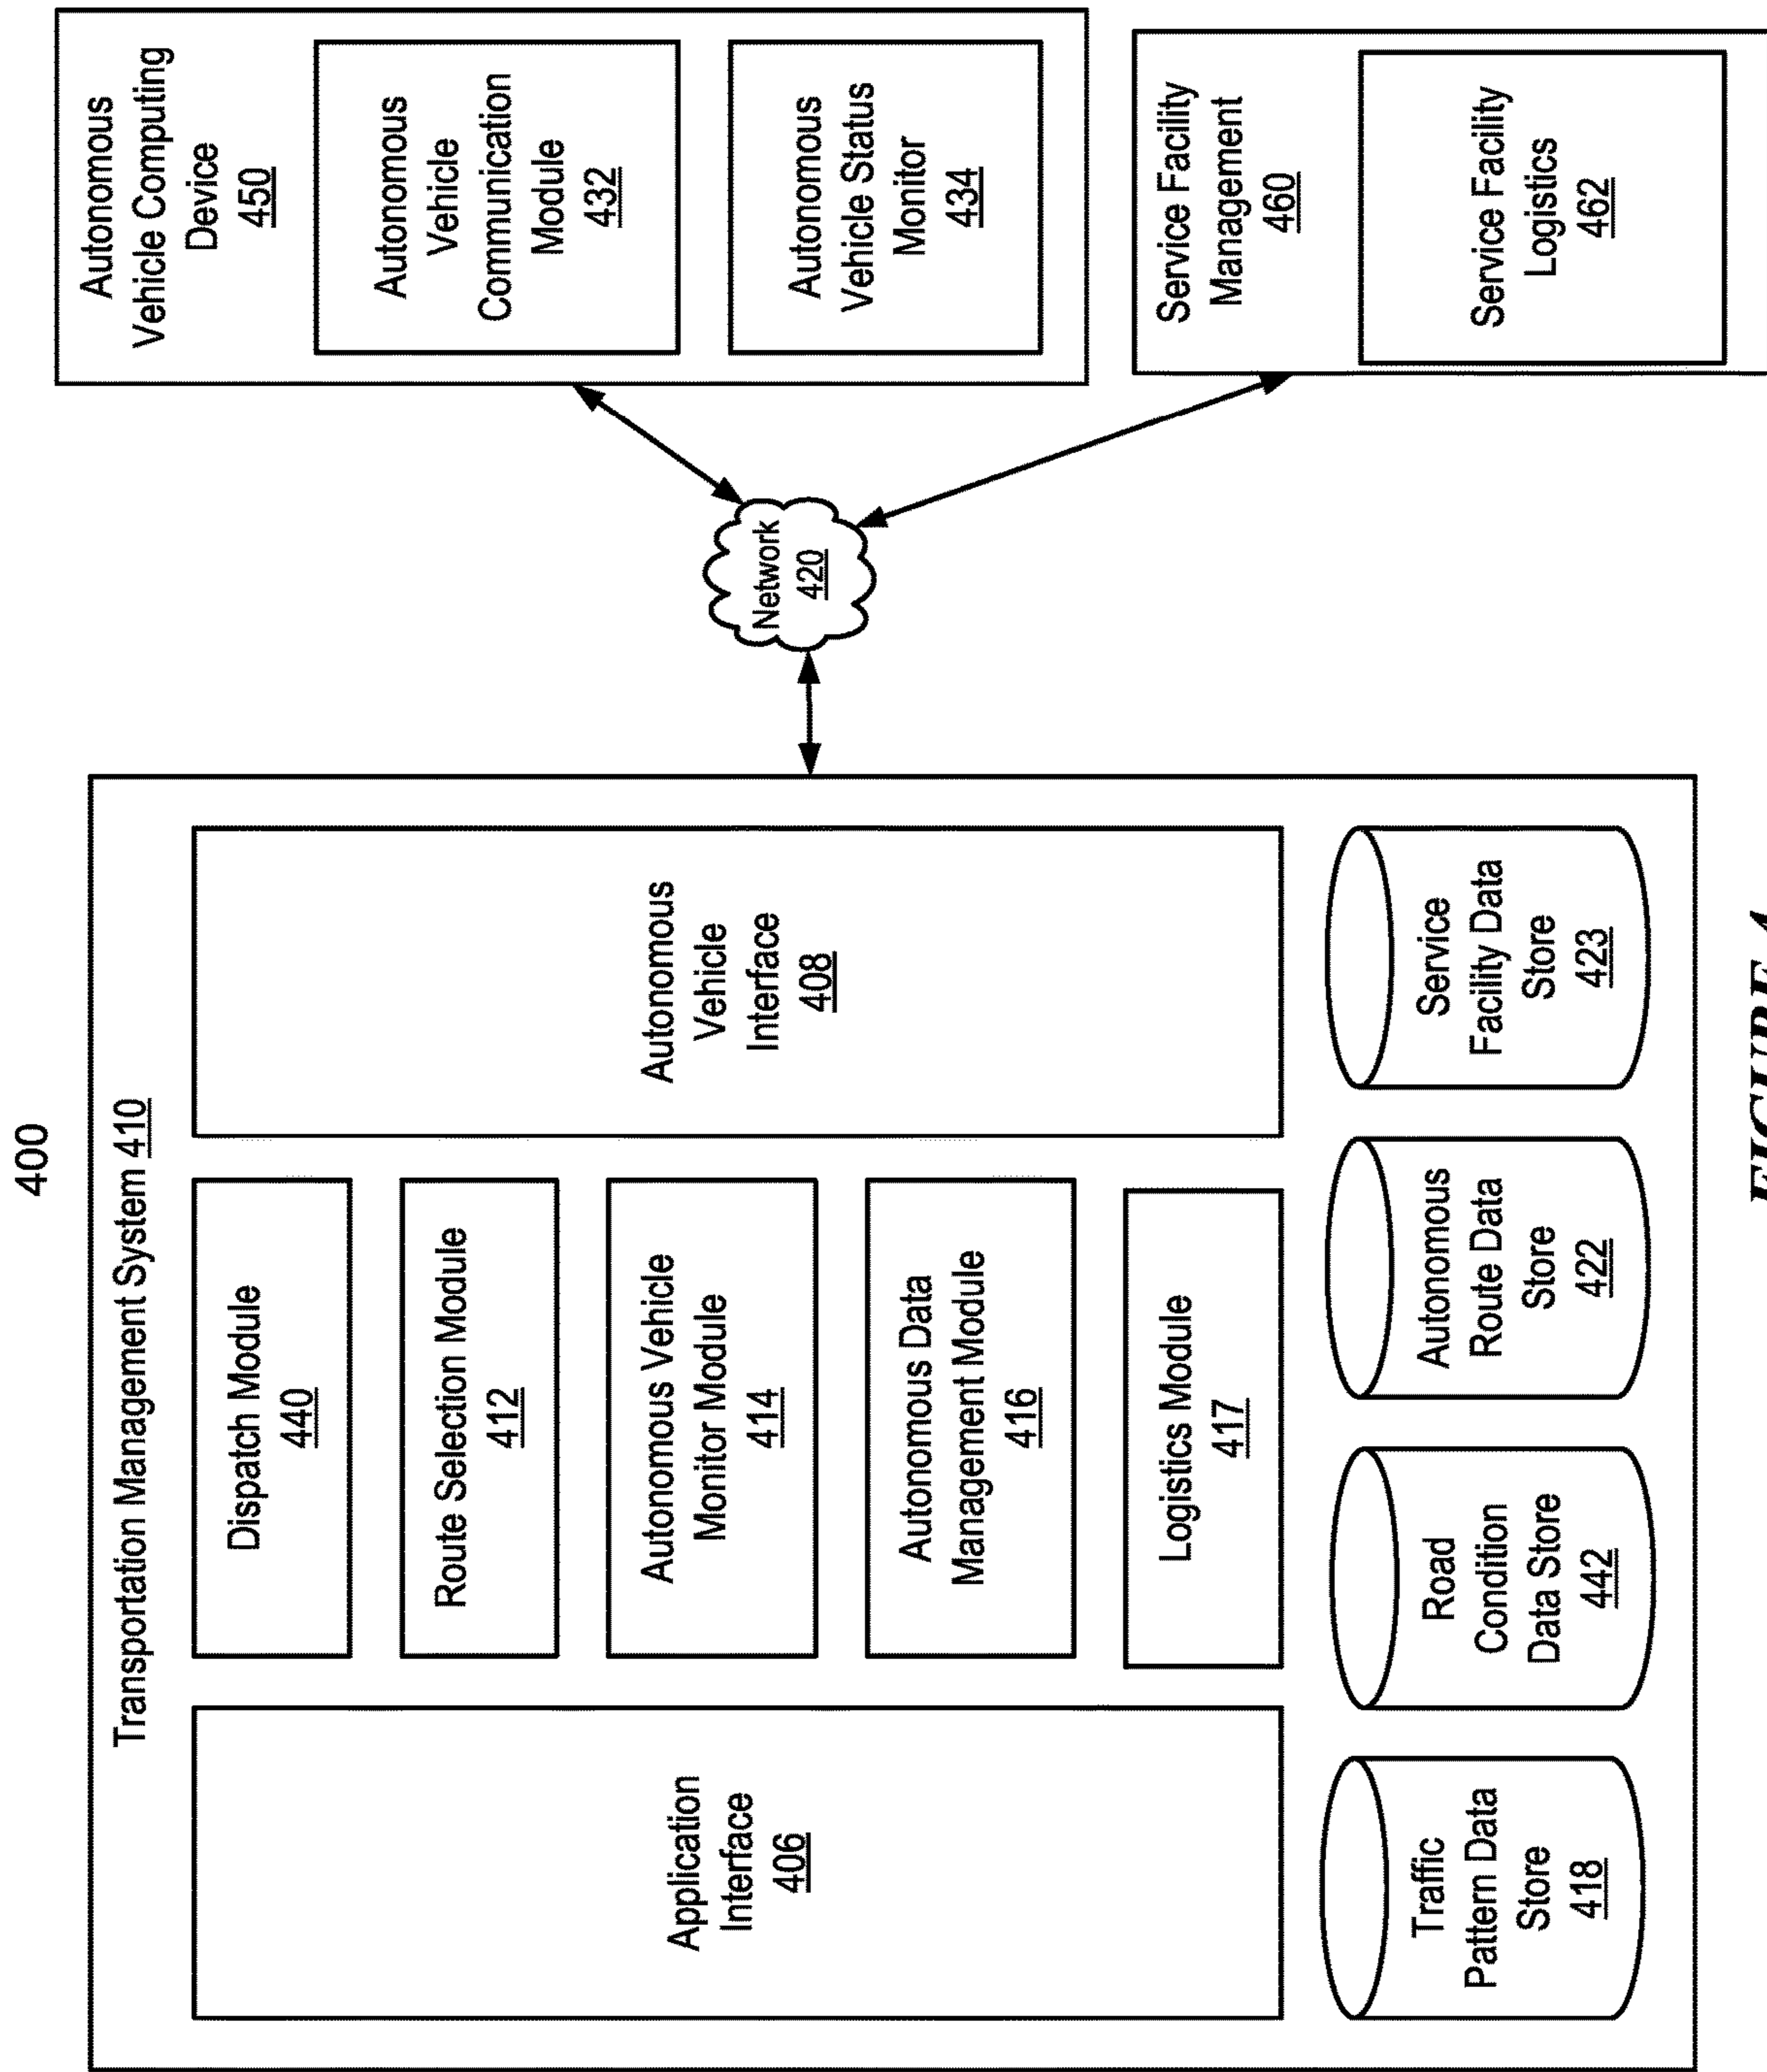 400
Transportation Management System 410
Application
Interface
406
Dispatch Module
440
Route Selection Module
412
Autonomous Vehicle
Monitor Module
414
Autonomous Data
Management Module
416
Logistics Module
417
Autonomous
Vehicle
Interface
408
Traffic
Pattern Data
Store
418
Road
Condition
Data Store
442
Autonomous
Route Data
Store
422
Service
Facility Data
Store
423
Network
420
Autonomous
Vehicle Computing
Device
450
Autonomous
Vehicle
Communication
Module
432
Autonomous
Vehicle Status
Monitor
434
Service Facility
Management
460
Service Facility
Logistics
462
FIGURE 4